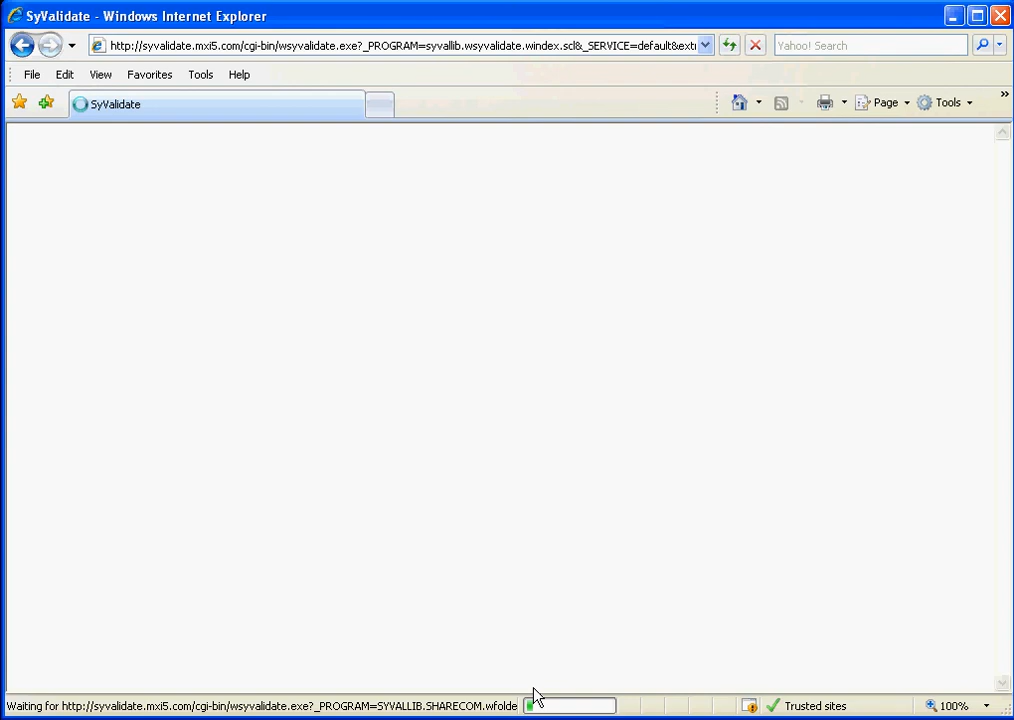 SyValidate - Windows Internet Explorer
http://syvalidate.mxi5.com/cgi-bin/wsyvalidate.exe?_PROGRAM=syvallib.wsyvalidate.windex.scl&_SERVICE=default&extr
Yahoo! Search
File Edit View Favorites Tools Help
SyValidate
Page Tools »
Waiting for http://syvalidate.mxi5.com/cgi-bin/wsyvalidate.exe?_PROGRAM=SYVALLIB.SHARECOM.wfolde
Trusted sites
100%